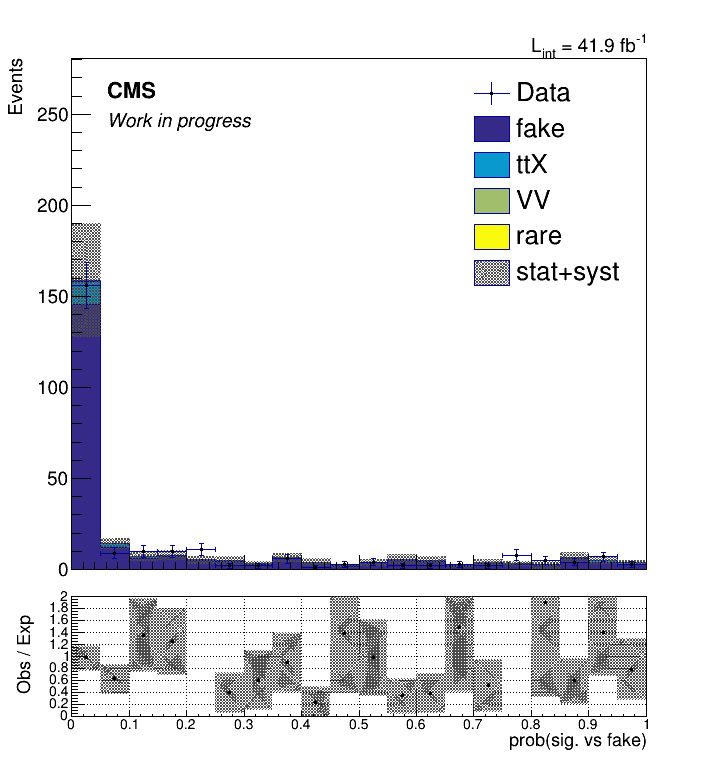 L_int = 41.9 fb^-1
Events
CMS
Work in progress
Data
fake
ttX
VV
rare
stat+syst
250
200
150
100
50
0
Obs / Exp
2
1.8
1.6
1.4
1.2
1
0.8
0.6
0.4
0.2
0
0 0.1 0.2 0.3 0.4 0.5 0.6 0.7 0.8 0.9 1
prob(sig. vs fake)